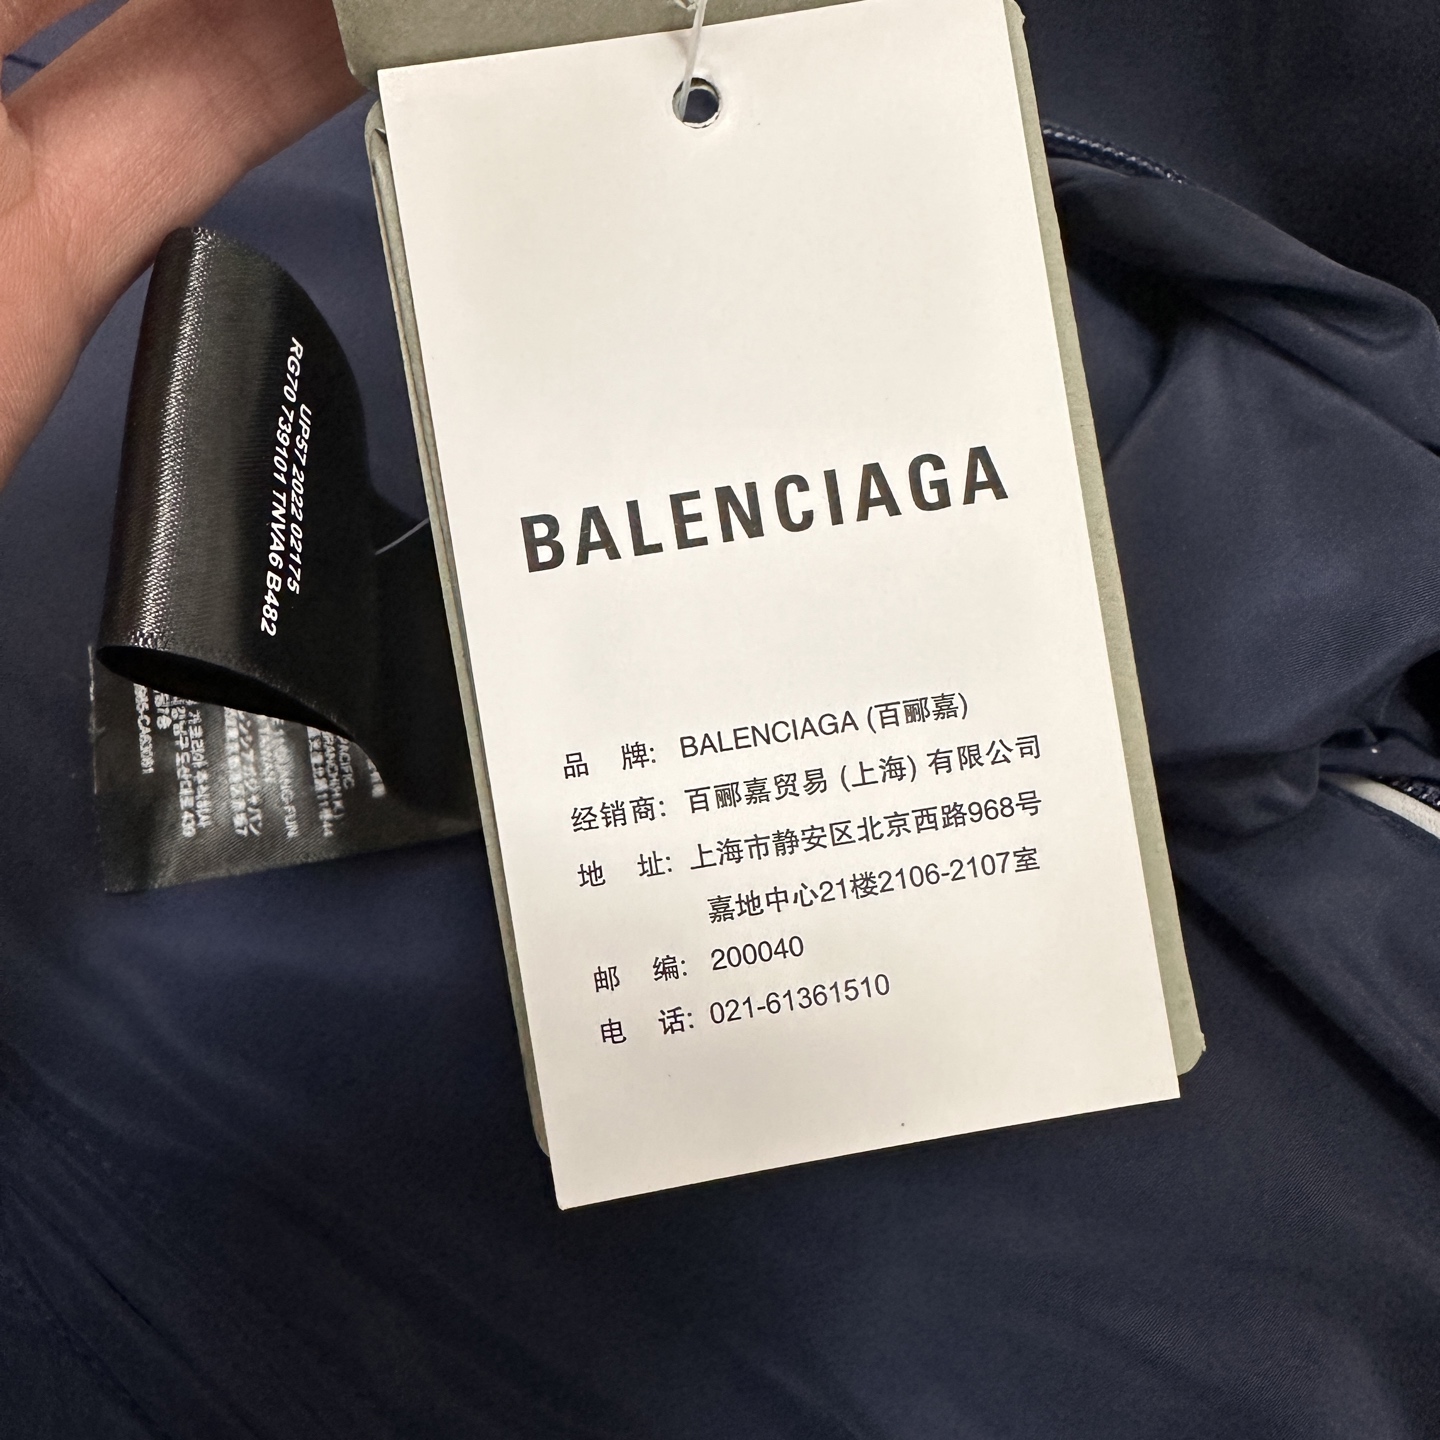 BALENCIAGA
品 牌: BALENCIAGA (百郦嘉)
经销商: 百郦嘉贸易 (上海) 有限公司
地 址: 上海市静安区北京西路968号
嘉地中心21楼2106-2107室
邮 编: 200040
电 话: 021-61361510
UP57 2022 02175
RG70 739101 TNVA6 B482